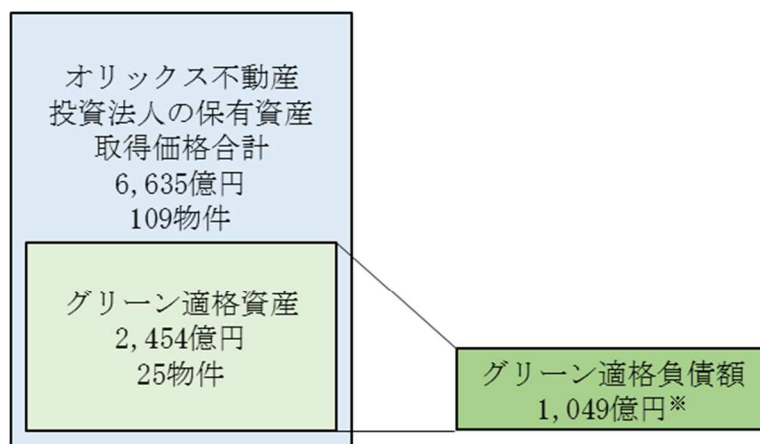 オリックス不動産
投資法人の保有資産
取得価格合計
6,635億円
109物件
グリーン適格資産
2,454億円
25物件
グリーン適格負債額
1,049億円※